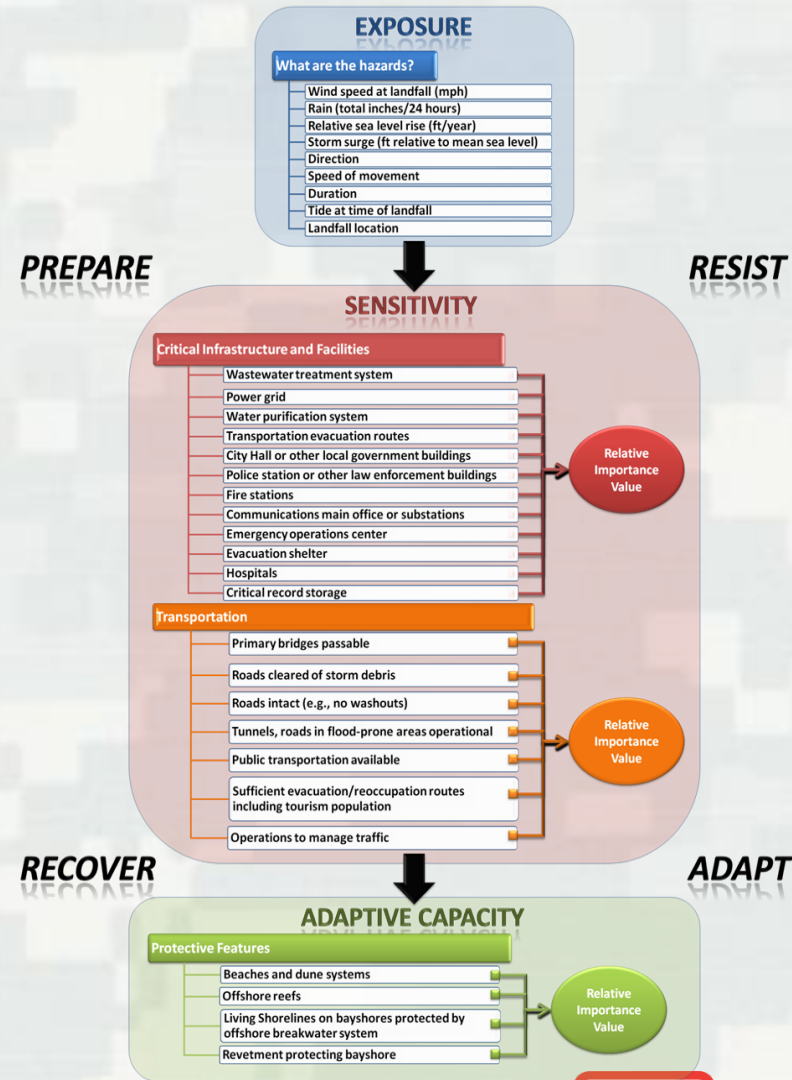 EXPOSURE
What are the hazards?
Wind speed at landfall (mph)
Rain (total inches/24 hours)
Relative sea level rise (ft/year)
Storm surge (ft relative to mean sea level)
Direction
Speed of movement
Duration
Tide at time of landfall
Landfall location
PREPARE
RESIST
SENSITIVITY
Critical Infrastructure and Facilities
Wastewater treatment system
Power grid
Water purification system
Transportation evacuation routes
City Hall or other local government buildings
Police station or other law enforcement buildings
Fire stations
Communications main office or substations
Emergency operations center
Evacuation shelter
Hospitals
Critical record storage
Relative
Importance
Value
Transportation
Primary bridges passable
Roads cleared of storm debris
Roads intact (e.g., no washouts)
Tunnels, roads in flood-prone areas operational
Public transportation available
Sufficient evacuation/reoccupation routes
including tourism population
Operations to manage traffic
Relative
Importance
Value
RECOVER
ADAPT
ADAPTIVE CAPACITY
Protective Features
Beaches and dune systems
Offshore reefs
Living Shorelines on bayshores protected by
offshore breakwater system
Revetment protecting bayshore
Relative
Importance
Value